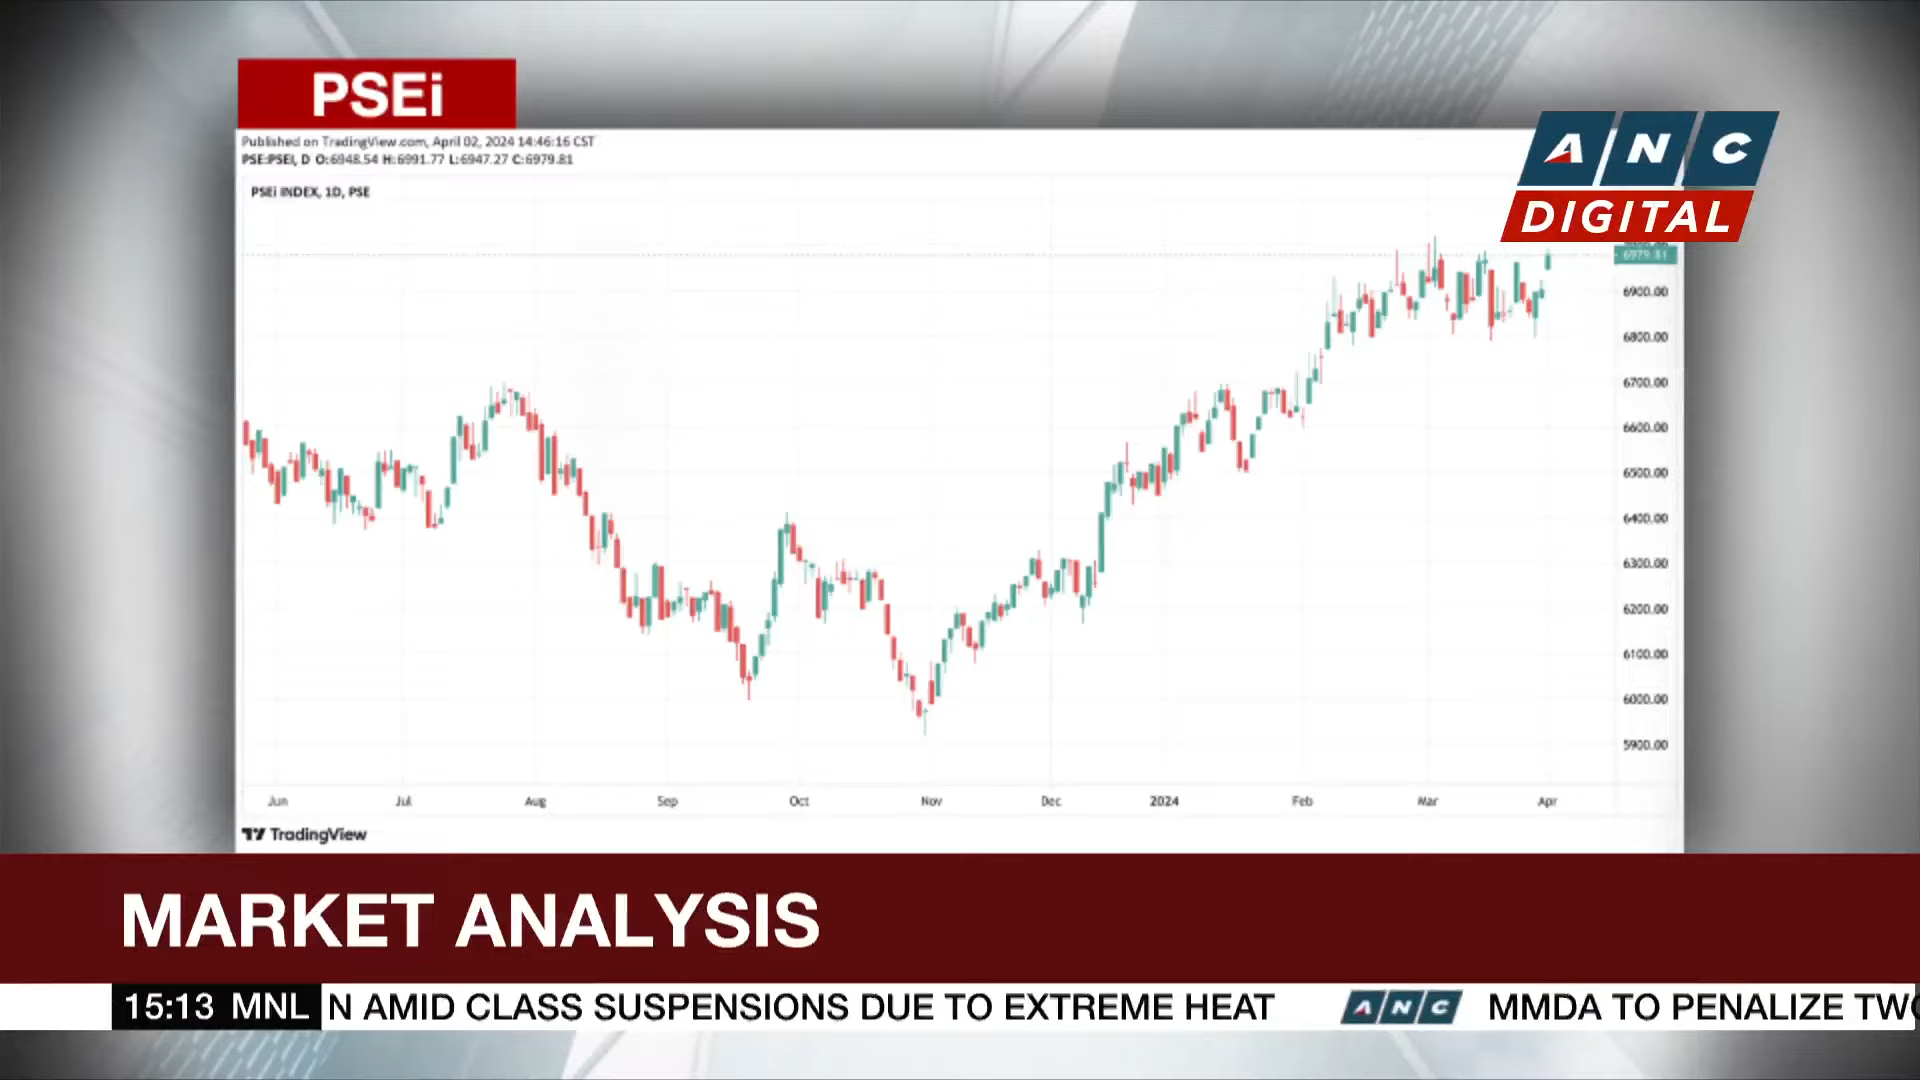 PSEi
Published on TradingView.com, April 02, 2024 14:46:16 CST
PSE:PSEI, D O:6948.54 H:6991.77 L:6947.27 C:6979.81
PSEi INDEX, 1D, PSE
ANC
DIGITAL
6979.81
6900.00
6800.00
6700.00
6600.00
6500.00
6400.00
6300.00
6200.00
6100.00
6000.00
5900.00
Jun Jul Aug Sep Oct Nov Dec 2024 Feb Mar Apr
TradingView
MARKET ANALYSIS
15:13 MNL N AMID CLASS SUSPENSIONS DUE TO EXTREME HEAT ANC MMDA TO PENALIZE TWO